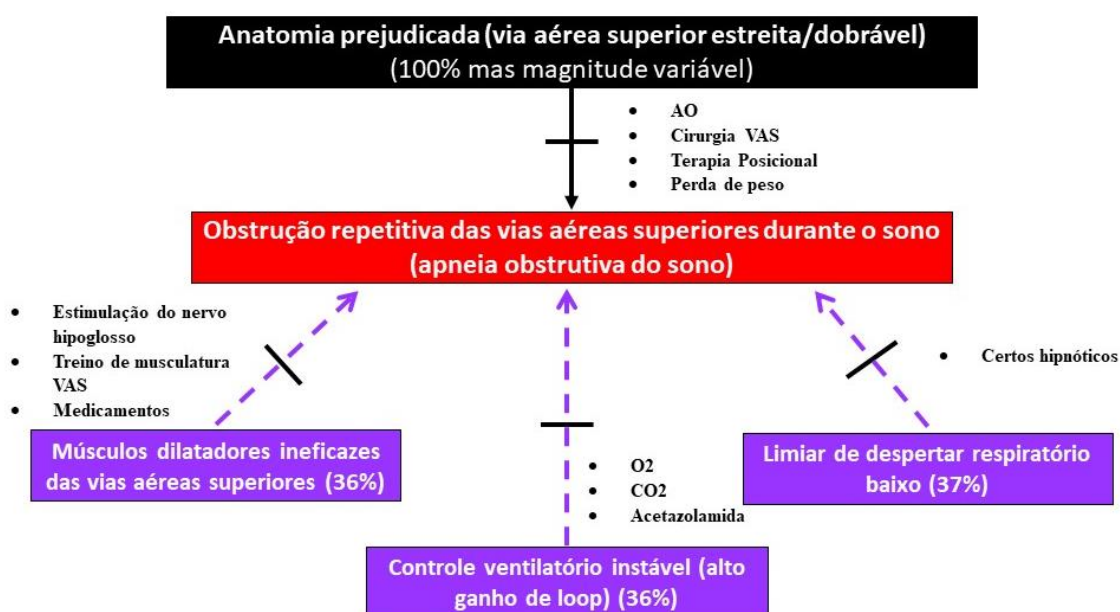 Anatomia prejudicada (via aérea superior estreita/dobrável)
(100% mas magnitude variável)
• AO
• Cirurgia VAS
• Terapia Posicional
• Perda de peso
Obstrução repetitiva das vias aéreas superiores durante o sono
(apneia obstrutiva do sono)
• Estimulação do nervo
hipoglosso
• Treino de musculatura
VAS
• Medicamentos
• Certos hipnóticos
Músculos dilatadores ineficazes
das vias aéreas superiores (36%)
• O2
• CO2
• Acetazolamida
Limiar de despertar respiratório
baixo (37%)
Controle ventilatório instável (alto
ganho de loop) (36%)